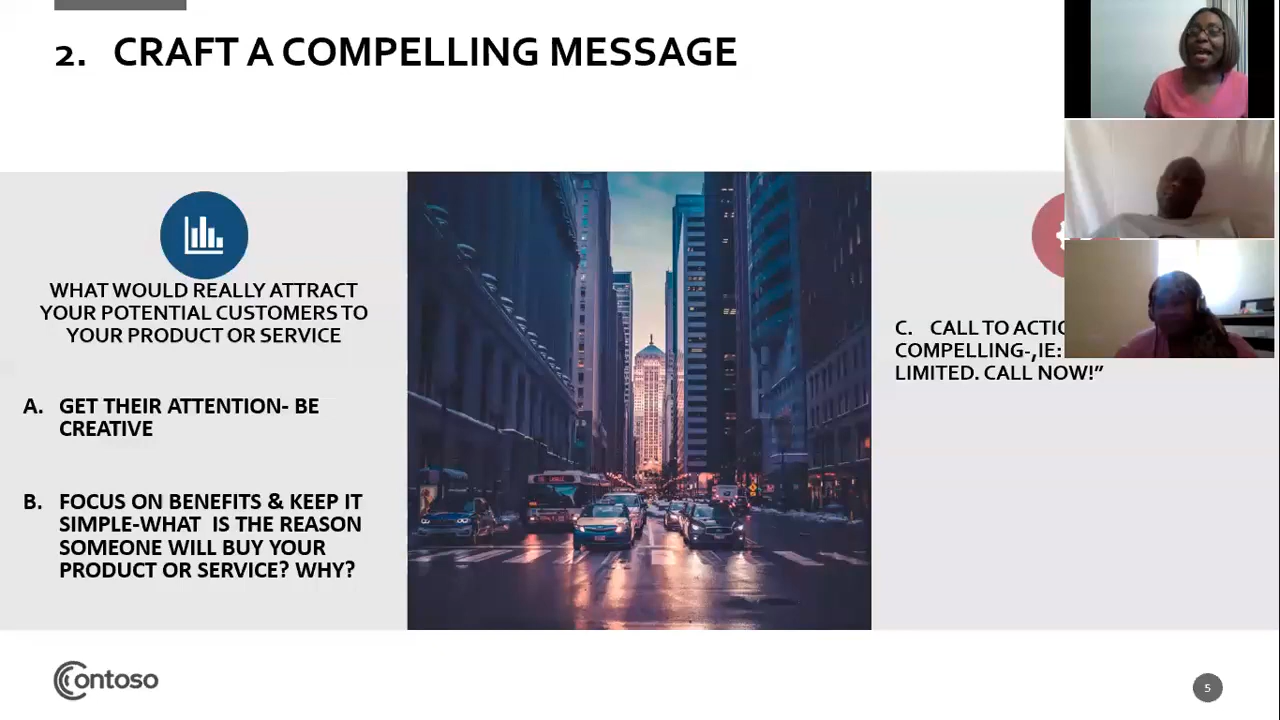 2. CRAFT A COMPELLING MESSAGE
WHAT WOULD REALLY ATTRACT
YOUR POTENTIAL CUSTOMERS TO
YOUR PRODUCT OR SERVICE
A. GET THEIR ATTENTION- BE
CREATIVE
B. FOCUS ON BENEFITS & KEEP IT
SIMPLE-WHAT IS THE REASON
SOMEONE WILL BUY YOUR
PRODUCT OR SERVICE? WHY?
C. CALL TO ACTIO
COMPELLING-,IE:
LIMITED. CALL NOW!”
Contoso
5